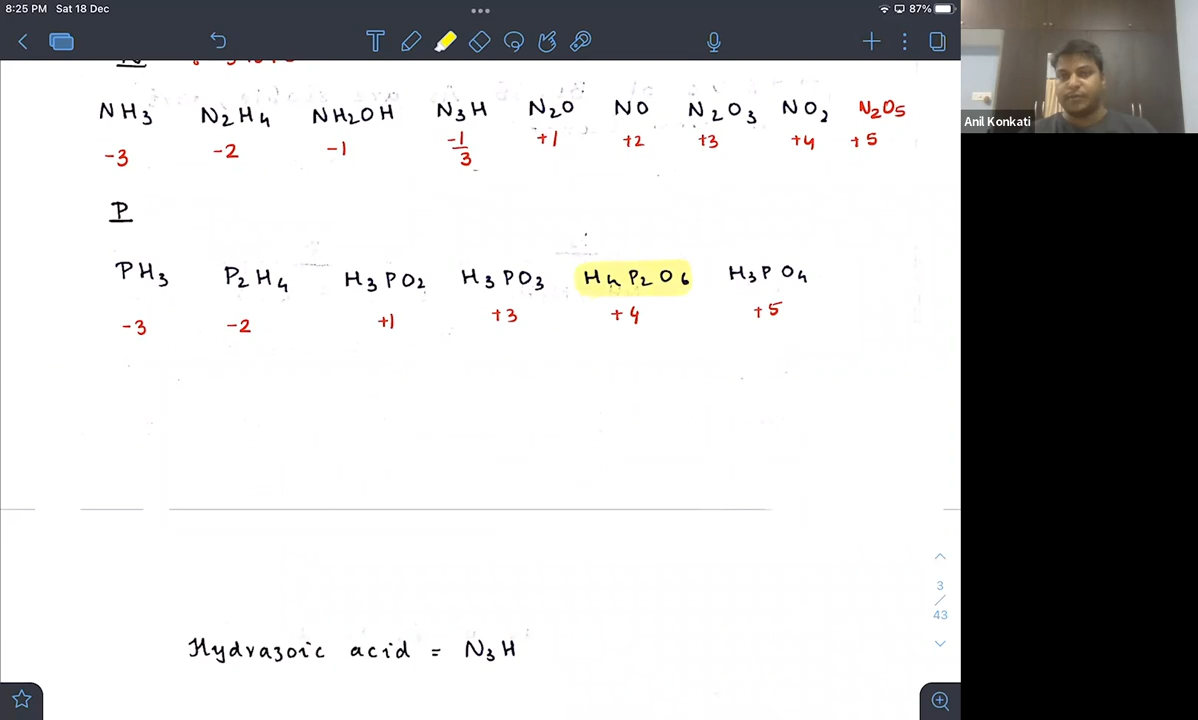 8:25 PM Sat 18 Dec
87%
NH3 N2H4 NH2OH N3H N2O NO N2O3 NO2 N2O5
-3 -2 -1 -1/3 +1 +2 +3 +4 +5
Anil Konkati
P
PH3 P2H4 H3PO2 H3PO3 H4P2O6 H3PO4
-3 -2 +1 +3 +4 +5
3
/
43
Hydrazoic acid = N3H